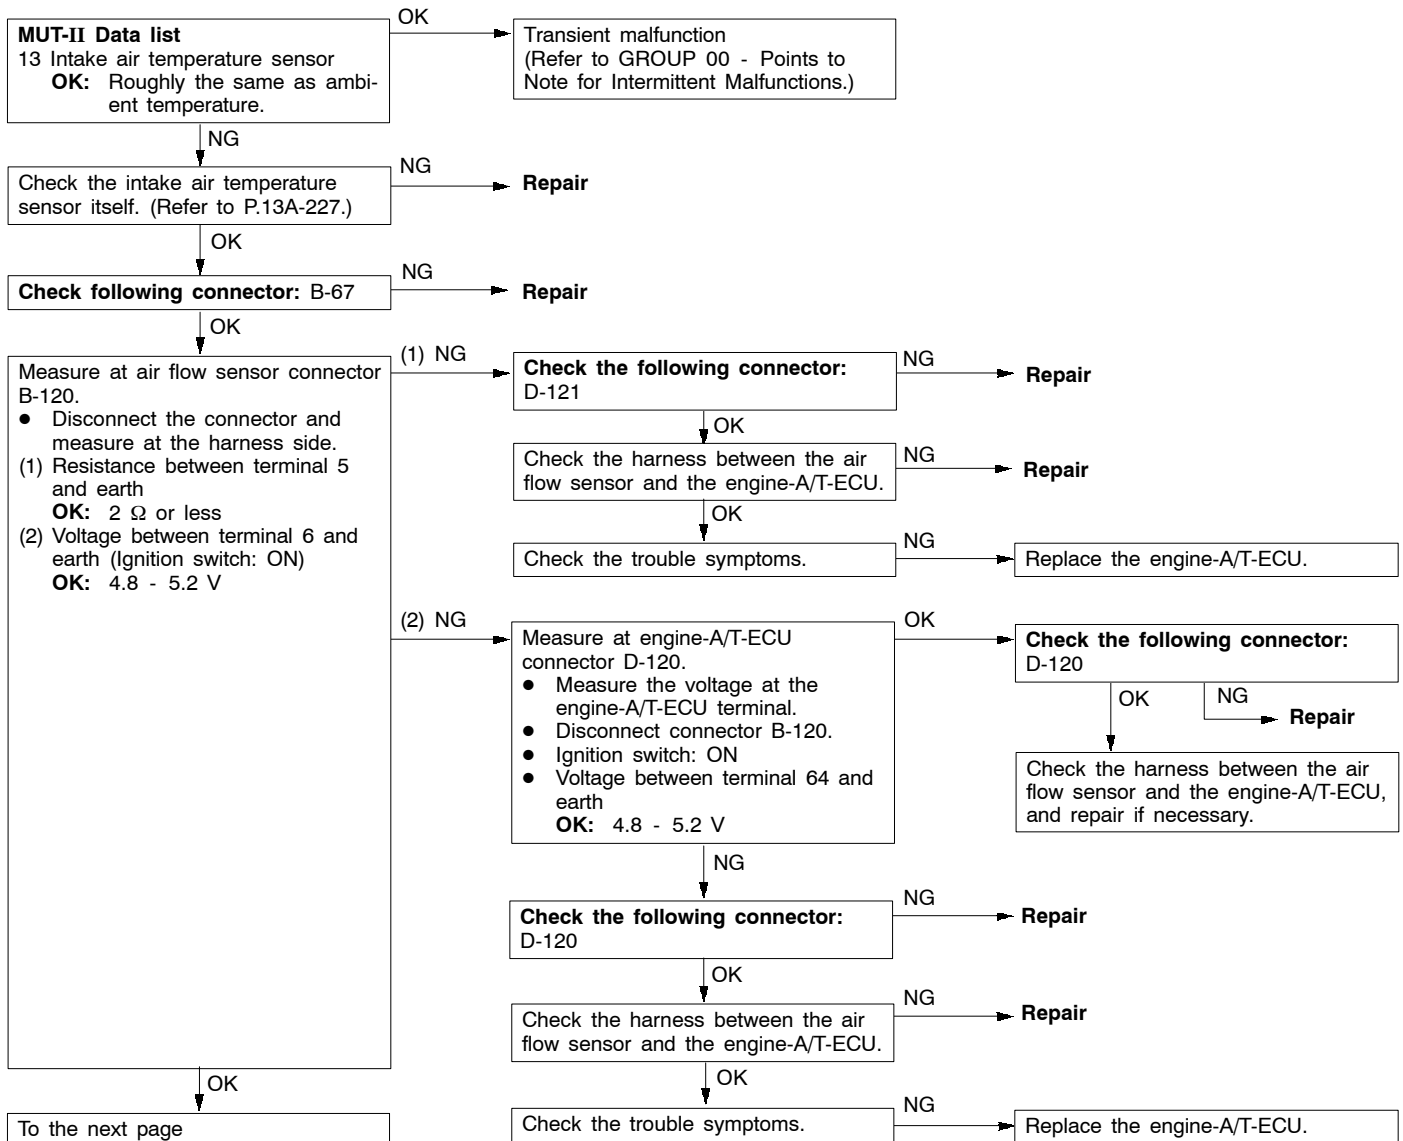 MUT-II Data list
13 Intake air temperature sensor
OK: Roughly the same as ambi-
ent temperature.
OK
Transient malfunction
(Refer to GROUP 00 - Points to
Note for Intermittent Malfunctions.)
NG
Check the intake air temperature
sensor itself. (Refer to P.13A-227.)
NG
Repair
OK
Check following connector: B-67
NG
Repair
OK
Measure at air flow sensor connector
B-120.
● Disconnect the connector and
measure at the harness side.
(1) Resistance between terminal 5
and earth
OK: 2 Ω or less
(2) Voltage between terminal 6 and
earth (Ignition switch: ON)
OK: 4.8 - 5.2 V
(1) NG
Check the following connector:
D-121
NG
Repair
OK
Check the harness between the air
flow sensor and the engine-A/T-ECU.
NG
Repair
OK
Check the trouble symptoms.
NG
Replace the engine-A/T-ECU.
(2) NG
Measure at engine-A/T-ECU
connector D-120.
● Measure the voltage at the
engine-A/T-ECU terminal.
● Disconnect connector B-120.
● Ignition switch: ON
● Voltage between terminal 64 and
earth
OK: 4.8 - 5.2 V
OK
Check the following connector:
D-120
OK
NG
Repair
Check the harness between the air
flow sensor and the engine-A/T-ECU,
and repair if necessary.
NG
Check the following connector:
D-120
NG
Repair
OK
Check the harness between the air
flow sensor and the engine-A/T-ECU.
NG
Repair
OK
Check the trouble symptoms.
NG
Replace the engine-A/T-ECU.
OK
To the next page